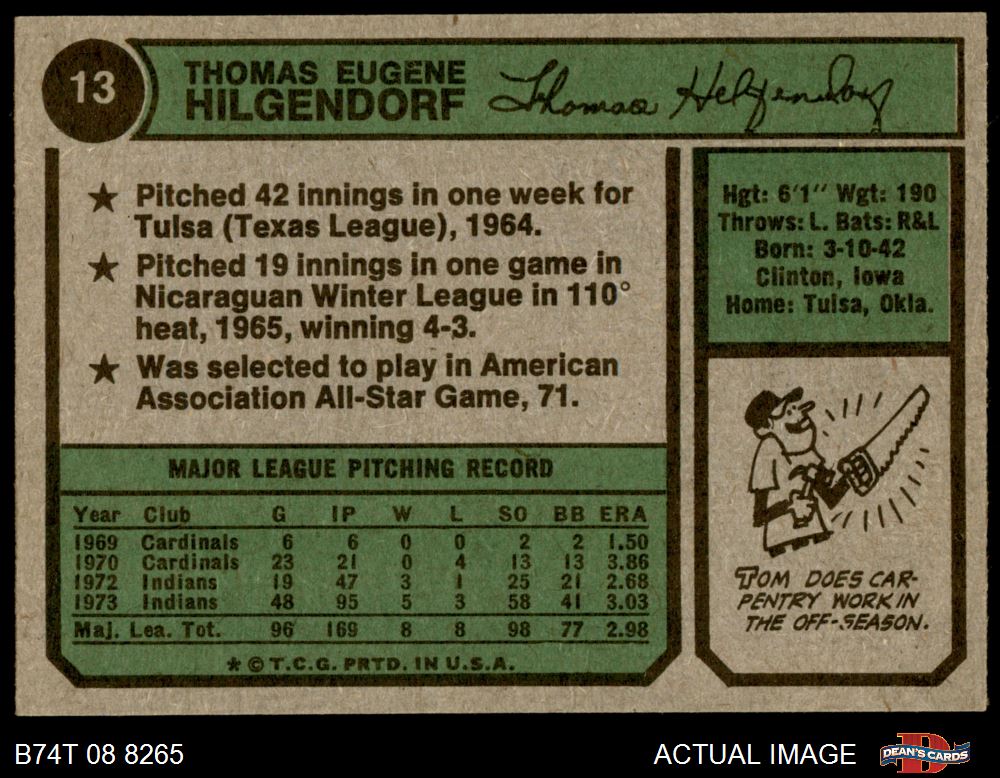 13
THOMAS EUGENE
HILGENDORF
Thomas Hilgendorf
★ Pitched 42 innings in one week for
Tulsa (Texas League), 1964.
★ Pitched 19 innings in one game in
Nicaraguan Winter League in 110°
heat, 1965, winning 4-3.
★ Was selected to play in American
Association All-Star Game, 71.
Hgt: 6'1" Wgt: 190
Throws: L. Bats: R&L
Born: 3-10-42
Clinton, Iowa
Home: Tulsa, Okla.
MAJOR LEAGUE PITCHING RECORD
Year Club G IP W L SO BB ERA
1969 Cardinals 6 6 0 0 2 2 1.50
1970 Cardinals 23 21 0 4 13 13 3.86
1972 Indians 19 47 3 1 25 21 2.68
1973 Indians 48 95 5 3 58 41 3.03
Maj. Lea. Tot. 96 169 8 8 98 77 2.98
★ © T.C.G. PRTD. IN U.S.A.
TOM DOES CAR-
PENTRY WORK IN
THE OFF-SEASON.
B74T 08 8265
ACTUAL IMAGE
DEAN'S CARDS